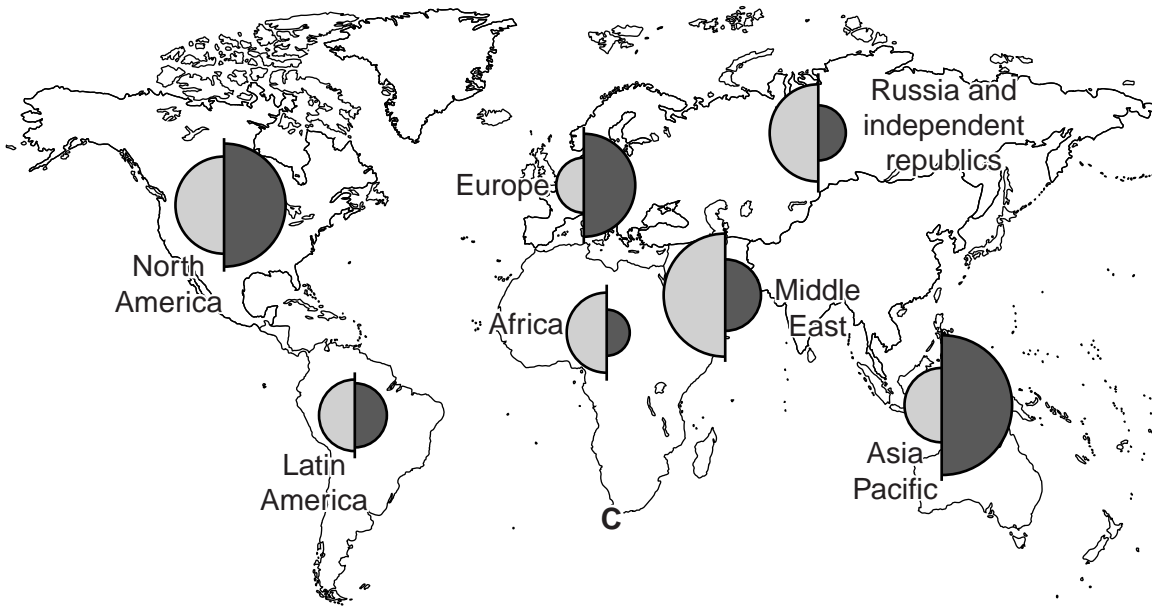 Russia and
independent
republics
Europe
North
America
Africa
Middle
East
Asia
Pacific
Latin
America
C